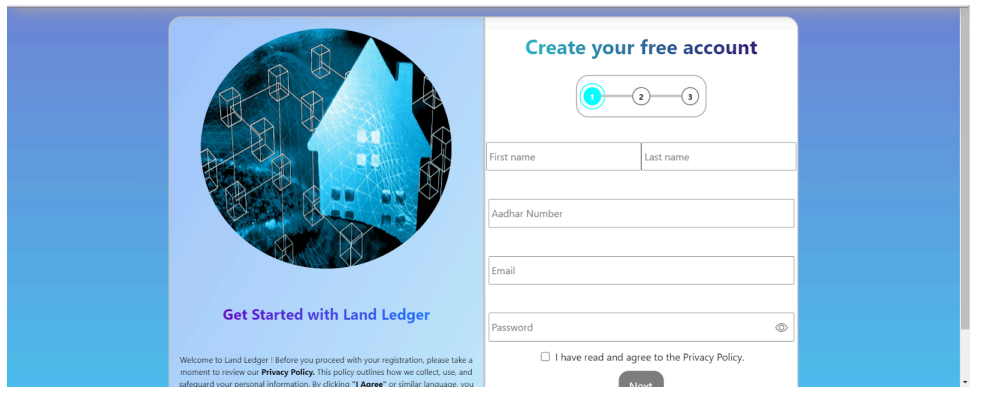 Create your free account
1 2 3
First name Last name
Aadhar Number
Email
Password
I have read and agree to the Privacy Policy.
Next
Get Started with Land Ledger
Welcome to Land Ledger ! Before you proceed with your registration, please take a
moment to review our Privacy Policy. This policy outlines how we collect, use, and
safeguard your personal information. By clicking "I Agree" or similar language, you